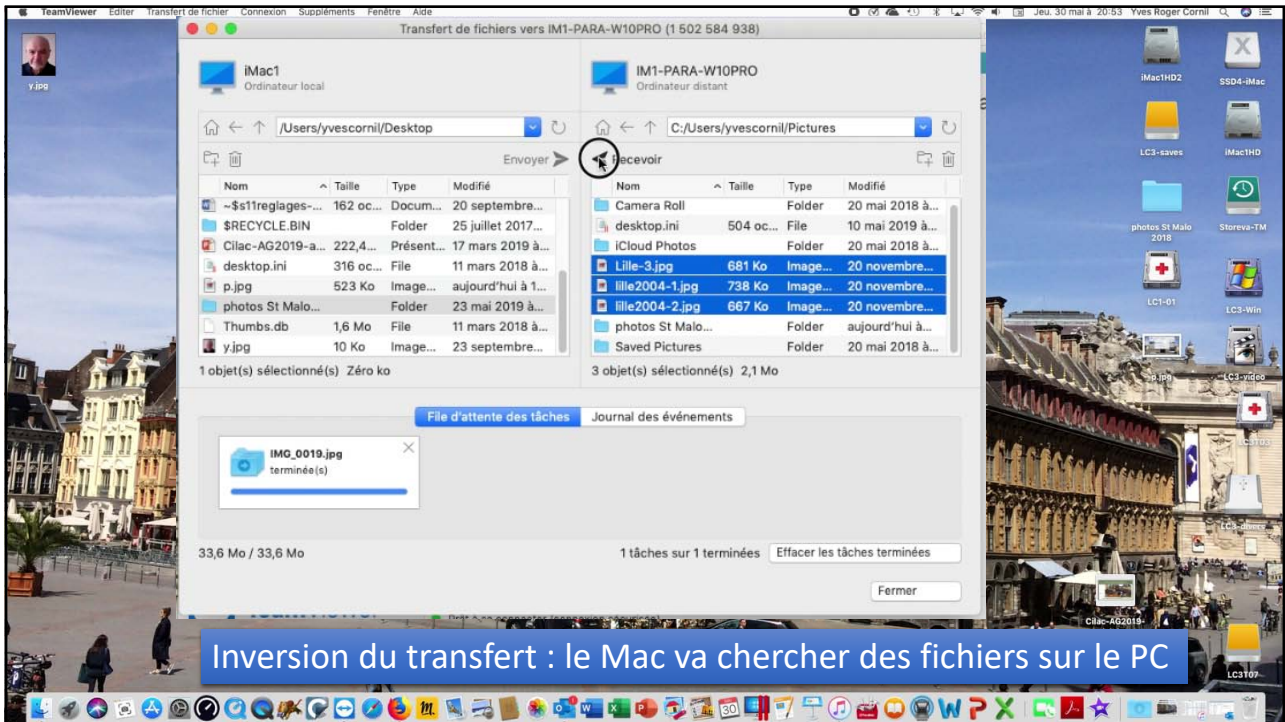 TeamViewer Editer Transfert de fichier Connexion Suppléments Fenêtre Aide
Jeu. 30 mai à 20:53 Yves Roger Cornil
Transfert de fichiers vers IM1-PARA-W10PRO (1 502 584 938)
y.jpg
iMac1HD2
SSD4-iMac
LC3-saves
iMac1HD
photos St Malo 2018
Storeva-TM
LC1-01
LC3-Win
p.jpg
LC3-video
LC3T03
LC3-divers
Cilac-AG2019-
LC3T07
iMac1
Ordinateur local
IM1-PARA-W10PRO
Ordinateur distant
/Users/yvescornil/Desktop
C:/Users/yvescornil/Pictures
Envoyer
Recevoir
Nom Taille Type Modifié
~$s11reglages-... 162 oc... Docum... 20 septembre...
$RECYCLE.BIN Folder 25 juillet 2017...
Cilac-AG2019-a... 222,4... Présent... 17 mars 2019 à...
desktop.ini 316 oc... File 11 mars 2018 à...
p.jpg 523 Ko Image... aujourd'hui à 1...
photos St Malo... Folder 23 mai 2019 à...
Thumbs.db 1,6 Mo File 11 mars 2018 à...
y.jpg 10 Ko Image... 23 septembre...
1 objet(s) sélectionné(s) Zéro ko
Nom Taille Type Modifié
Camera Roll Folder 20 mai 2018 à...
desktop.ini 504 oc... File 10 mai 2019 à...
iCloud Photos Folder 20 mai 2018 à...
Lille-3.jpg 681 Ko Image... 20 novembre...
lille2004-1.jpg 738 Ko Image... 20 novembre...
lille2004-2.jpg 667 Ko Image... 20 novembre...
photos St Malo... Folder aujourd'hui à...
Saved Pictures Folder 20 mai 2018 à...
3 objet(s) sélectionné(s) 2,1 Mo
File d'attente des tâches Journal des événements
IMG_0019.jpg
terminée(s)
33,6 Mo / 33,6 Mo
1 tâches sur 1 terminées Effacer les tâches terminées
Fermer
Inversion du transfert : le Mac va chercher des fichiers sur le PC